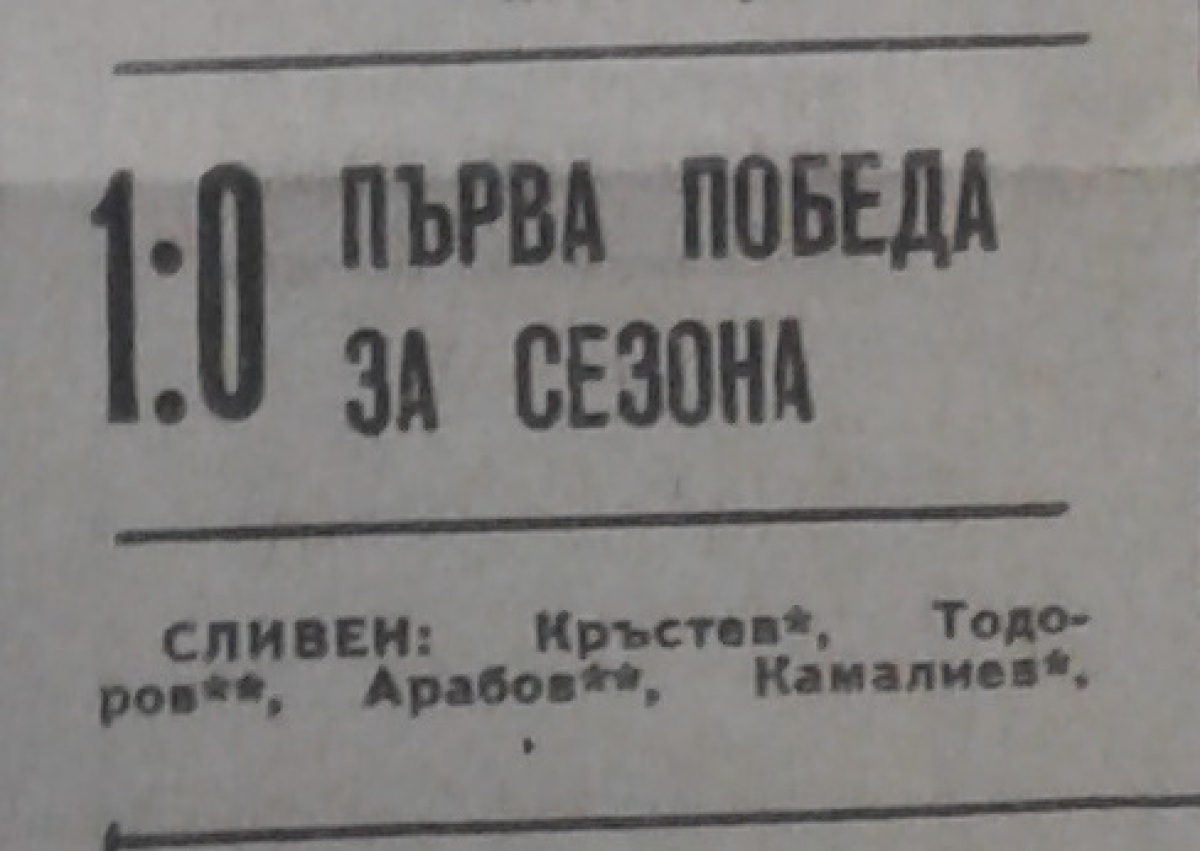 1:0 ПЪРВА ПОБЕДА
ЗА СЕЗОНА
СЛИВЕН: Кръстев*, Тодо-
ров**, Арабов**, Камалиев*,